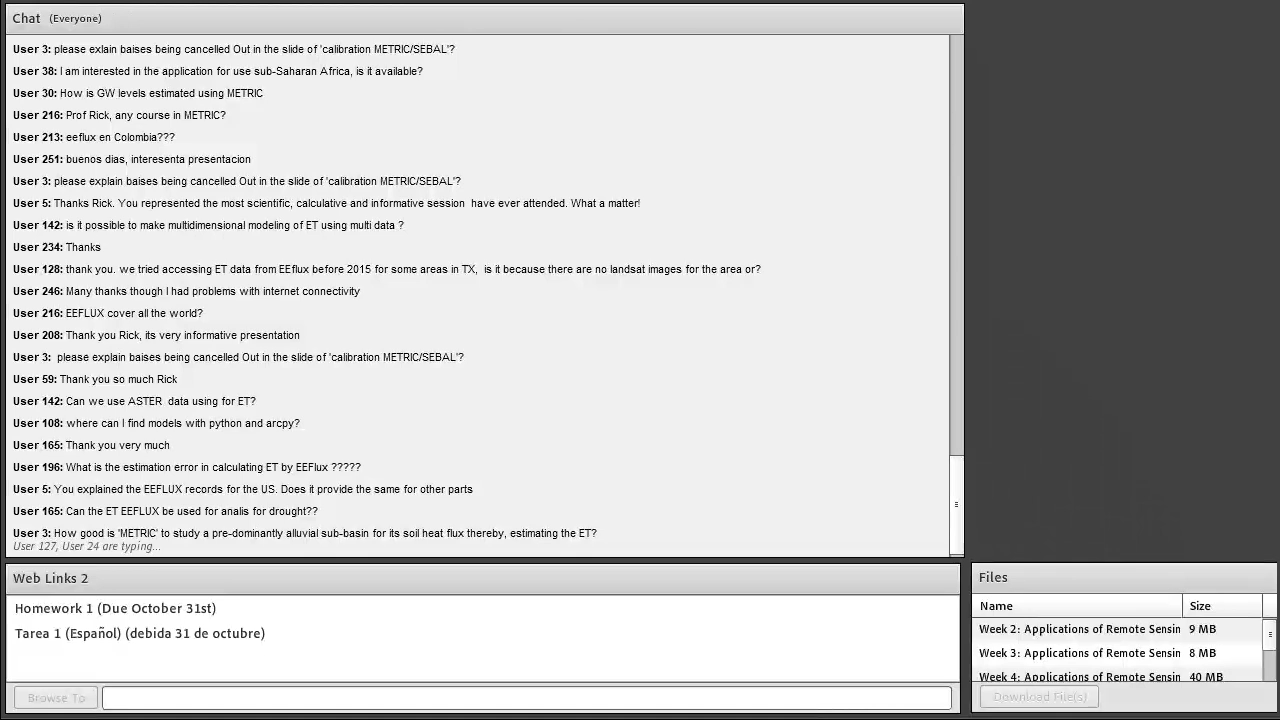 Chat (Everyone)
User 3: please exlain baises being cancelled Out in the slide of 'calibration METRIC/SEBAL'?
User 38: I am interested in the application for use sub-Saharan Africa, is it available?
User 30: How is GW levels estimated using METRIC
User 216: Prof Rick, any course in METRIC?
User 213: eeflux en Colombia???
User 251: buenos dias, interesenta presentacion
User 3: please explain baises being cancelled Out in the slide of 'calibration METRIC/SEBAL'?
User 5: Thanks Rick. You represented the most scientific, calculative and informative session have ever attended. What a matter!
User 142: is it possible to make multidimensional modeling of ET using multi data ?
User 234: Thanks
User 128: thank you. we tried accessing ET data from EEflux before 2015 for some areas in TX, is it because there are no landsat images for the area or?
User 246: Many thanks though I had problems with internet connectivity
User 216: EEFLUX cover all the world?
User 208: Thank you Rick, its very informative presentation
User 3: please explain baises being cancelled Out in the slide of 'calibration METRIC/SEBAL'?
User 59: Thank you so much Rick
User 142: Can we use ASTER data using for ET?
User 108: where can I find models with python and arcpy?
User 165: Thank you very much
User 196: What is the estimation error in calculating ET by EEFlux ?????
User 5: You explained the EEFLUX records for the US. Does it provide the same for other parts
User 165: Can the ET EEFLUX be used for analis for drought??
User 3: How good is 'METRIC' to study a pre-dominantly alluvial sub-basin for its soil heat flux thereby, estimating the ET?
User 127, User 24 are typing...
Web Links 2
Homework 1 (Due October 31st)
Tarea 1 (Español) (debida 31 de octubre)
Browse To
Files
Name Size
Week 2: Applications of Remote Sensin 9 MB
Week 3: Applications of Remote Sensin 8 MB
Week 4: Applications of Remote Sensin 40 MB
Download File(s)